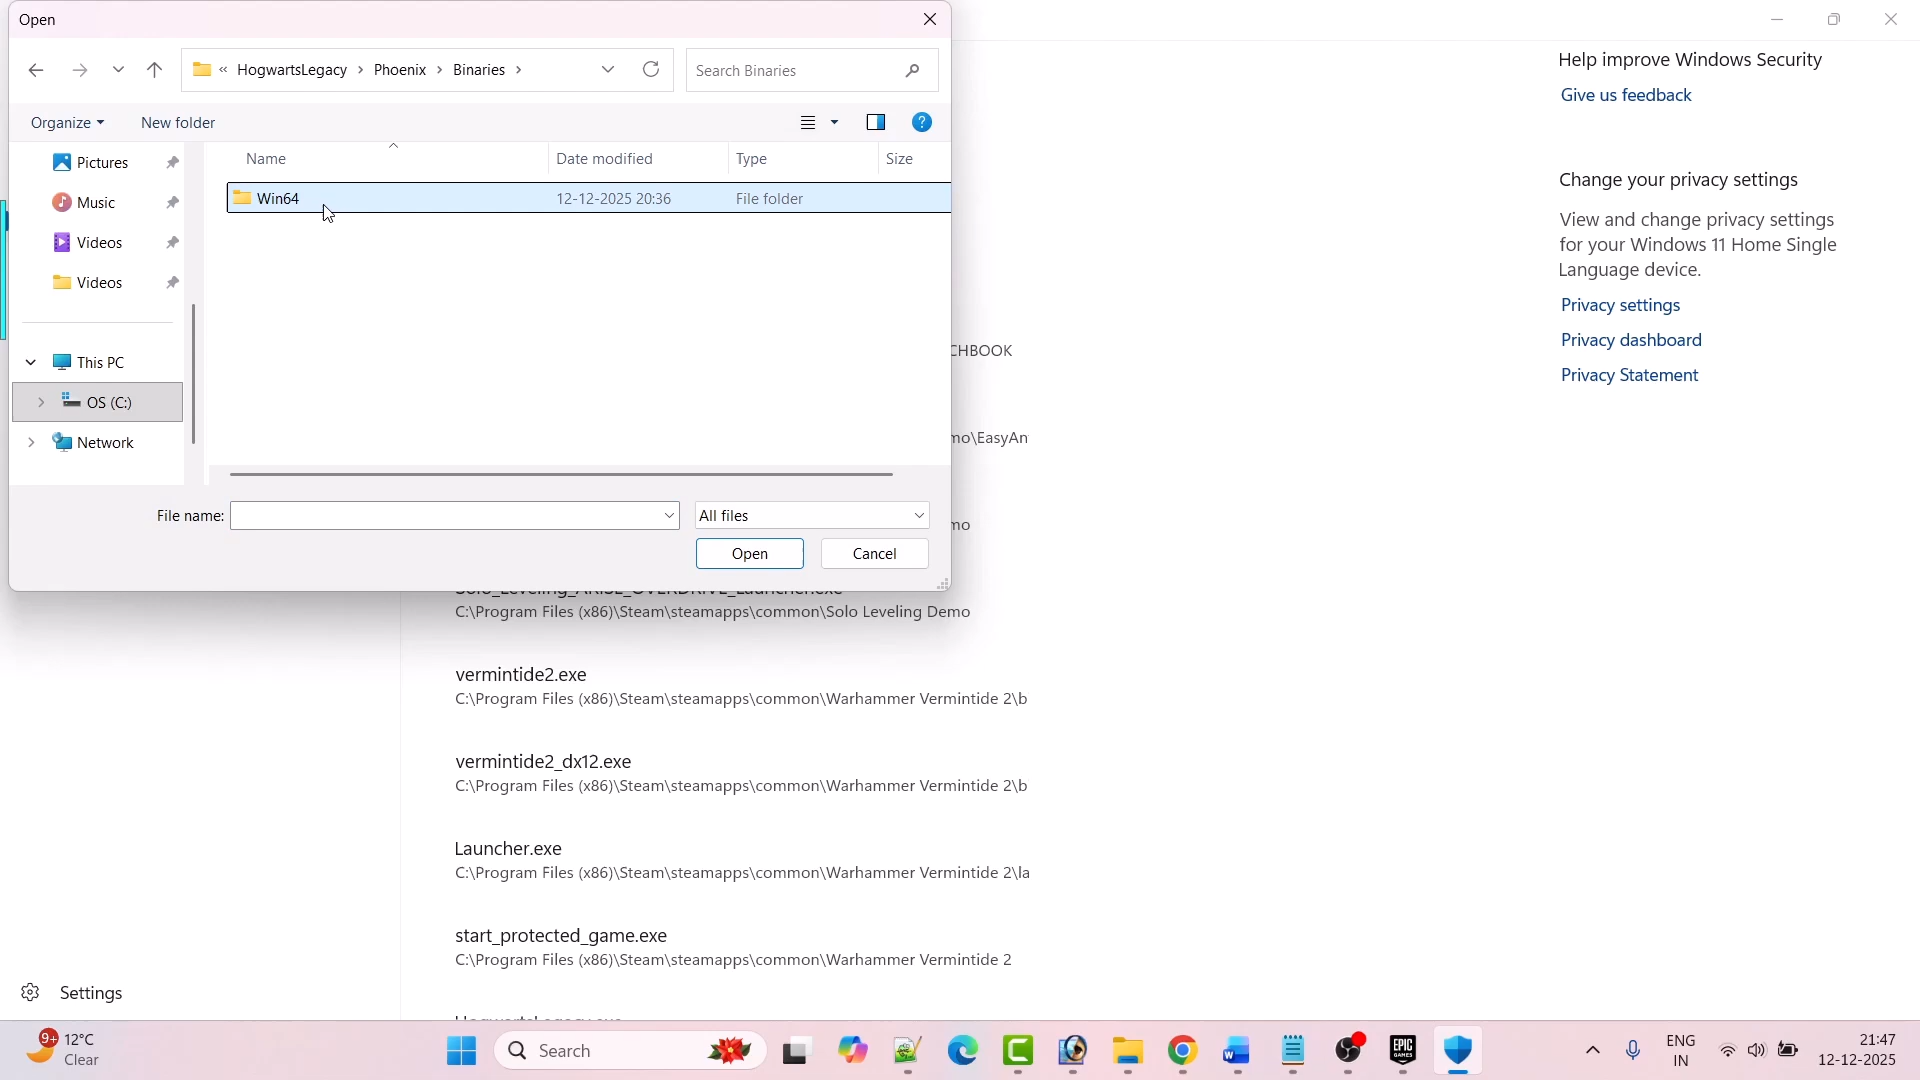 Open
HogwartsLegacy
Phoenix
Binaries
Search Binaries
Organize
New folder
Name
Date modified
Type
Size
Win64
12-12-2025 20:36
File folder
Pictures
Music
Videos
Videos
This PC
OS (C:)
Network
File name:
All files
Open
Cancel
Help improve Windows Security
Give us feedback
Change your privacy settings
View and change privacy settings
for your Windows 11 Home Single
Language device.
Privacy settings
Privacy dashboard
Privacy Statement
CHBOOK
mo\EasyAn
mo
Solo_Leveling_ARISE_OVERDRIVE_Launcher.exe
C:\Program Files (x86)\Steam\steamapps\common\Solo Leveling Demo
vermintide2.exe
C:\Program Files (x86)\Steam\steamapps\common\Warhammer Vermintide 2\b
vermintide2_dx12.exe
C:\Program Files (x86)\Steam\steamapps\common\Warhammer Vermintide 2\b
Launcher.exe
C:\Program Files (x86)\Steam\steamapps\common\Warhammer Vermintide 2\la
start_protected_game.exe
C:\Program Files (x86)\Steam\steamapps\common\Warhammer Vermintide 2
HogwartsLegacy.exe
Settings
9+
12°C
Clear
Search
EPIC
GAMES
ENG
IN
21:47
12-12-2025